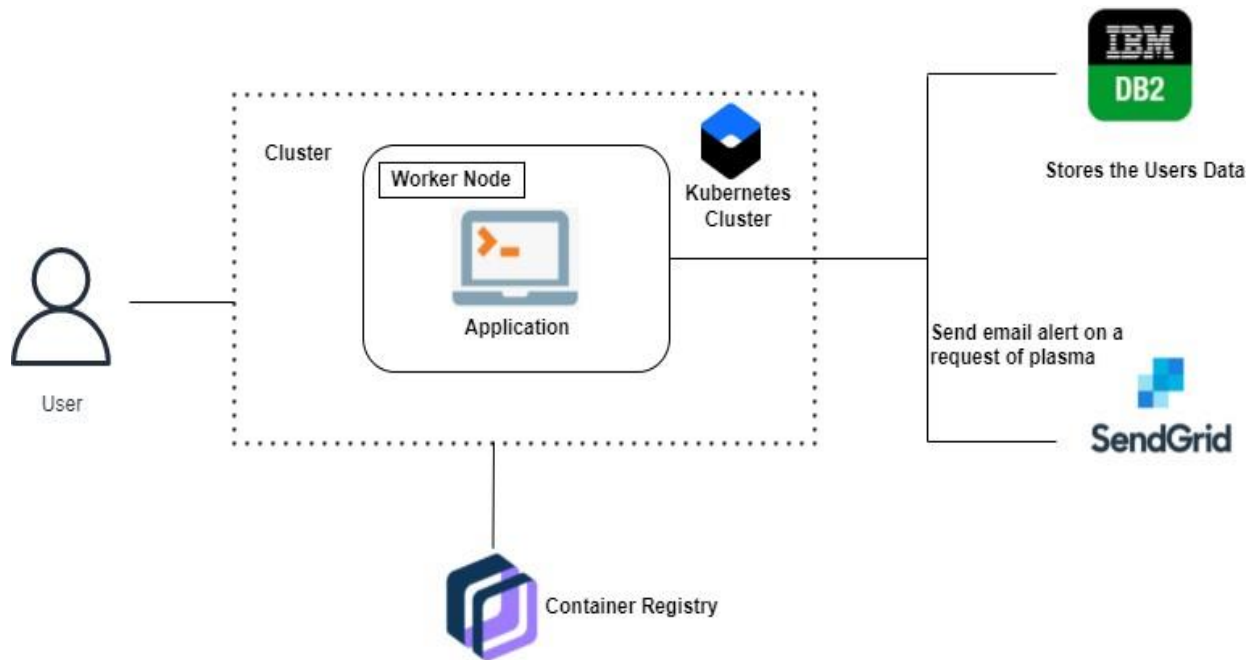 IBM
DB2
Stores the Users Data
Cluster
Worker Node
Kubernetes
Cluster
Application
User
Send email alert on a
request of plasma
SendGrid
Container Registry